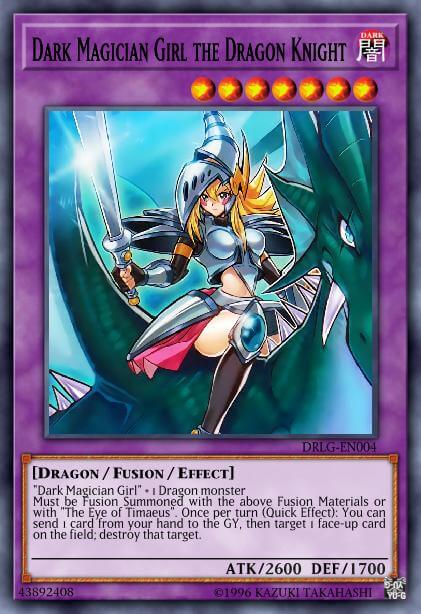 Dark Magician Girl the Dragon Knight
DARK
闇
DRLG-EN004
[Dragon / Fusion / Effect]
"Dark Magician Girl" + 1 Dragon monster
Must be Fusion Summoned with the above Fusion Materials or
with "The Eye of Timaeus". Once per turn (Quick Effect): You can
send 1 card from your hand to the GY, then target 1 face-up card
on the field; destroy that target.
ATK/2600 DEF/1700
43892408
©1996 KAZUKI TAKAHASHI